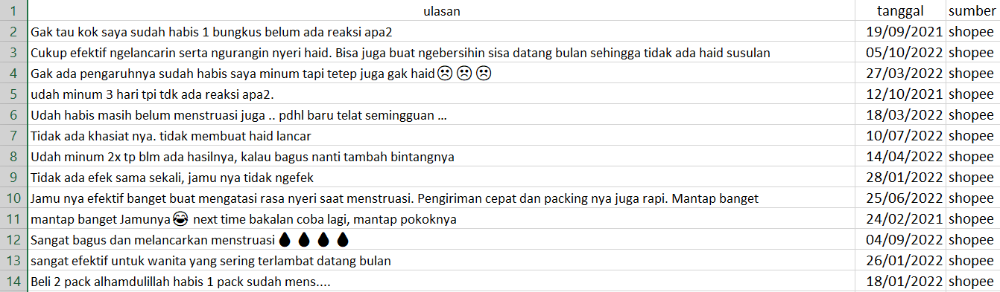 1 ulasan tanggal sumber
2 Gak tau kok saya sudah habis 1 bungkus belum ada reaksi apa2 19/09/2021 shopee
3 Cukup efektif ngelancarin serta ngurangin nyeri haid. Bisa juga buat ngebersihin sisa datang bulan sehingga tidak ada haid susulan 05/10/2022 shopee
4 Gak ada pengaruhnya sudah habis saya minum tapi tetep juga gak haid☹️☹️☹️ 27/03/2022 shopee
5 udah minum 3 hari tpi tdk ada reaksi apa2. 12/10/2021 shopee
6 Udah habis masih belum menstruasi juga .. pdhl baru telat semingguan ... 18/03/2022 shopee
7 Tidak ada khasiat nya. tidak membuat haid lancar 10/07/2022 shopee
8 Udah minum 2x tp blm ada hasilnya, kalau bagus nanti tambah bintangnya 14/04/2022 shopee
9 Tidak ada efek sama sekali, jamu nya tidak ngefek 28/01/2022 shopee
10 Jamu nya efektif banget buat mengatasi rasa nyeri saat menstruasi. Pengiriman cepat dan packing nya juga rapi. Mantap banget 25/06/2022 shopee
11 mantap banget Jamunya😂 next time bakalan coba lagi, mantap pokoknya 24/02/2021 shopee
12 Sangat bagus dan melancarkan menstruasi🌢🌢🌢🌢 04/09/2022 shopee
13 sangat efektif untuk wanita yang sering terlambat datang bulan 26/01/2022 shopee
14 Beli 2 pack alhamdulillah habis 1 pack sudah mens.... 18/01/2022 shopee